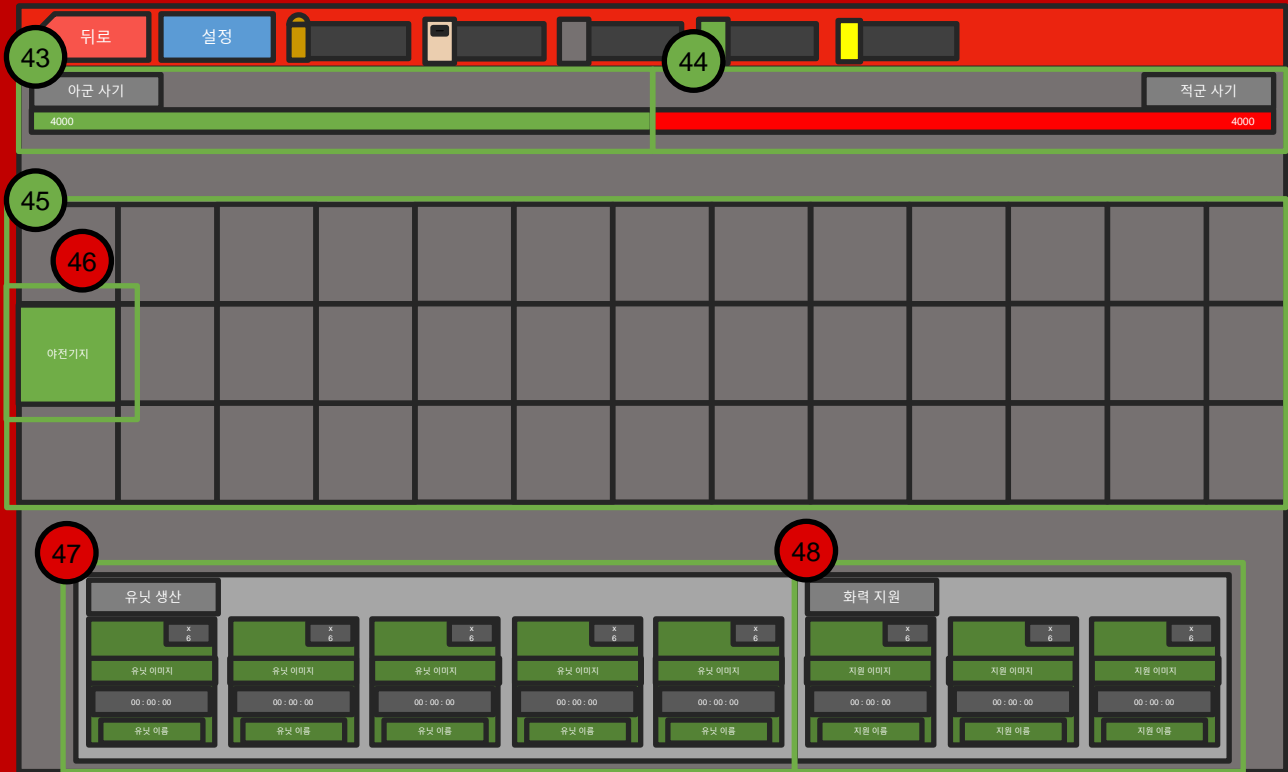 뒤로
설정
43
44
아군 사기
적군 사기
4000
4000
45
46
야전기지
47
48
유닛 생산
화력 지원
x
6
x
6
x
6
x
6
x
6
x
6
x
6
x
6
유닛 이미지
유닛 이미지
유닛 이미지
유닛 이미지
유닛 이미지
지원 이미지
지원 이미지
지원 이미지
00 : 00 : 00
00 : 00 : 00
00 : 00 : 00
00 : 00 : 00
00 : 00 : 00
00 : 00 : 00
00 : 00 : 00
00 : 00 : 00
유닛 이름
유닛 이름
유닛 이름
유닛 이름
유닛 이름
지원 이름
지원 이름
지원 이름